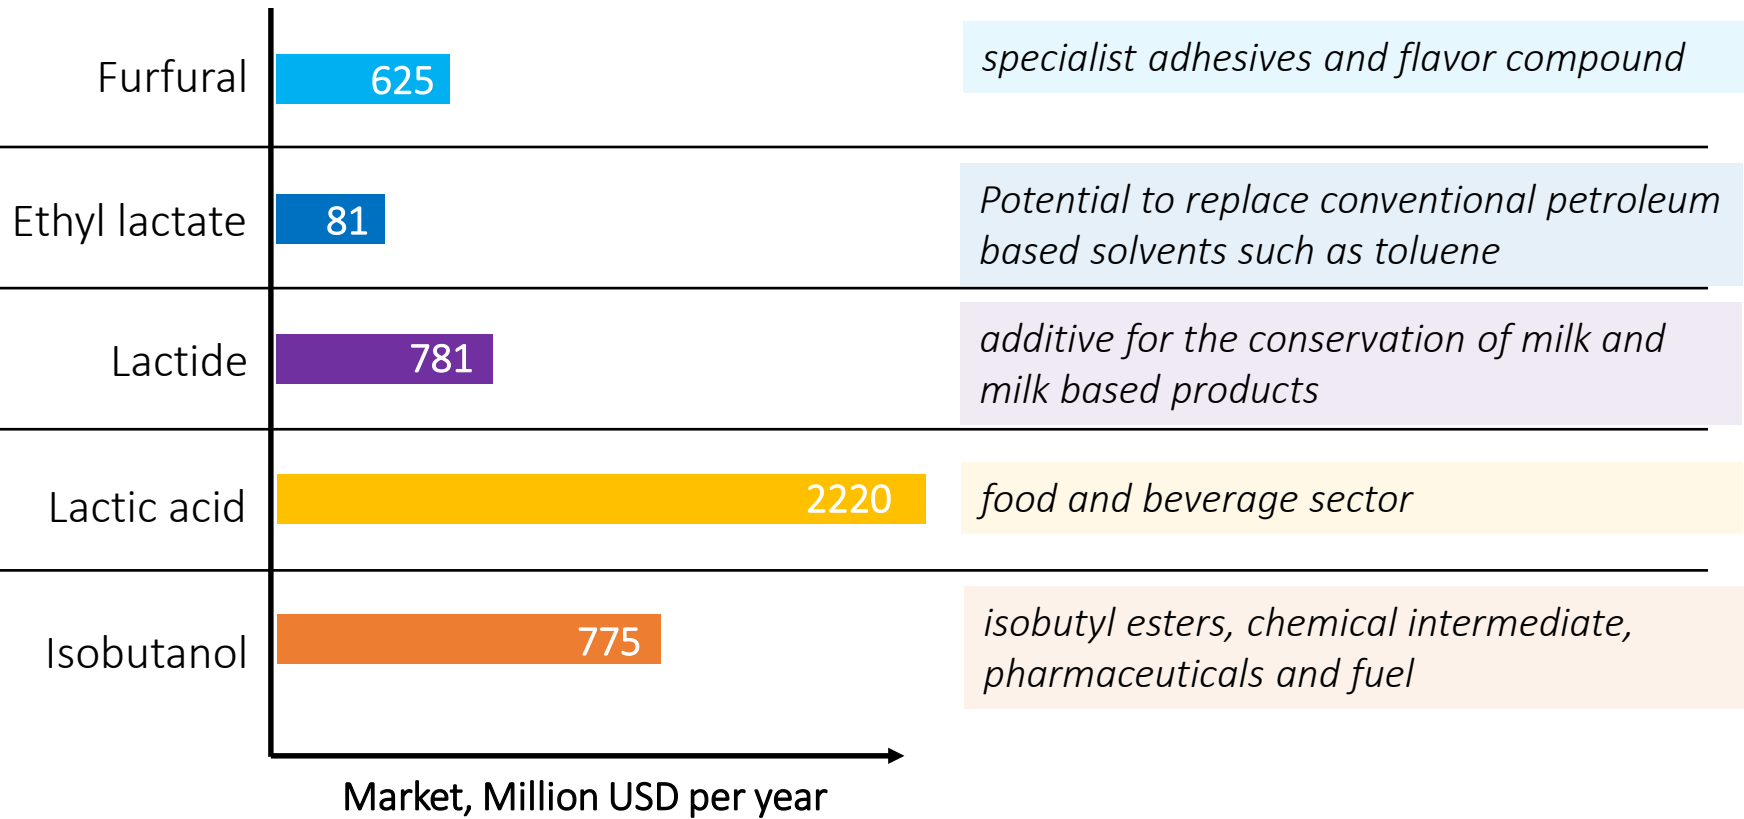 Furfural
625
specialist adhesives and flavor compound
Ethyl lactate
81
Potential to replace conventional petroleum
based solvents such as toluene
Lactide
781
additive for the conservation of milk and
milk based products
Lactic acid
2220
food and beverage sector
Isobutanol
775
isobutyl esters, chemical intermediate,
pharmaceuticals and fuel
Market, Million USD per year